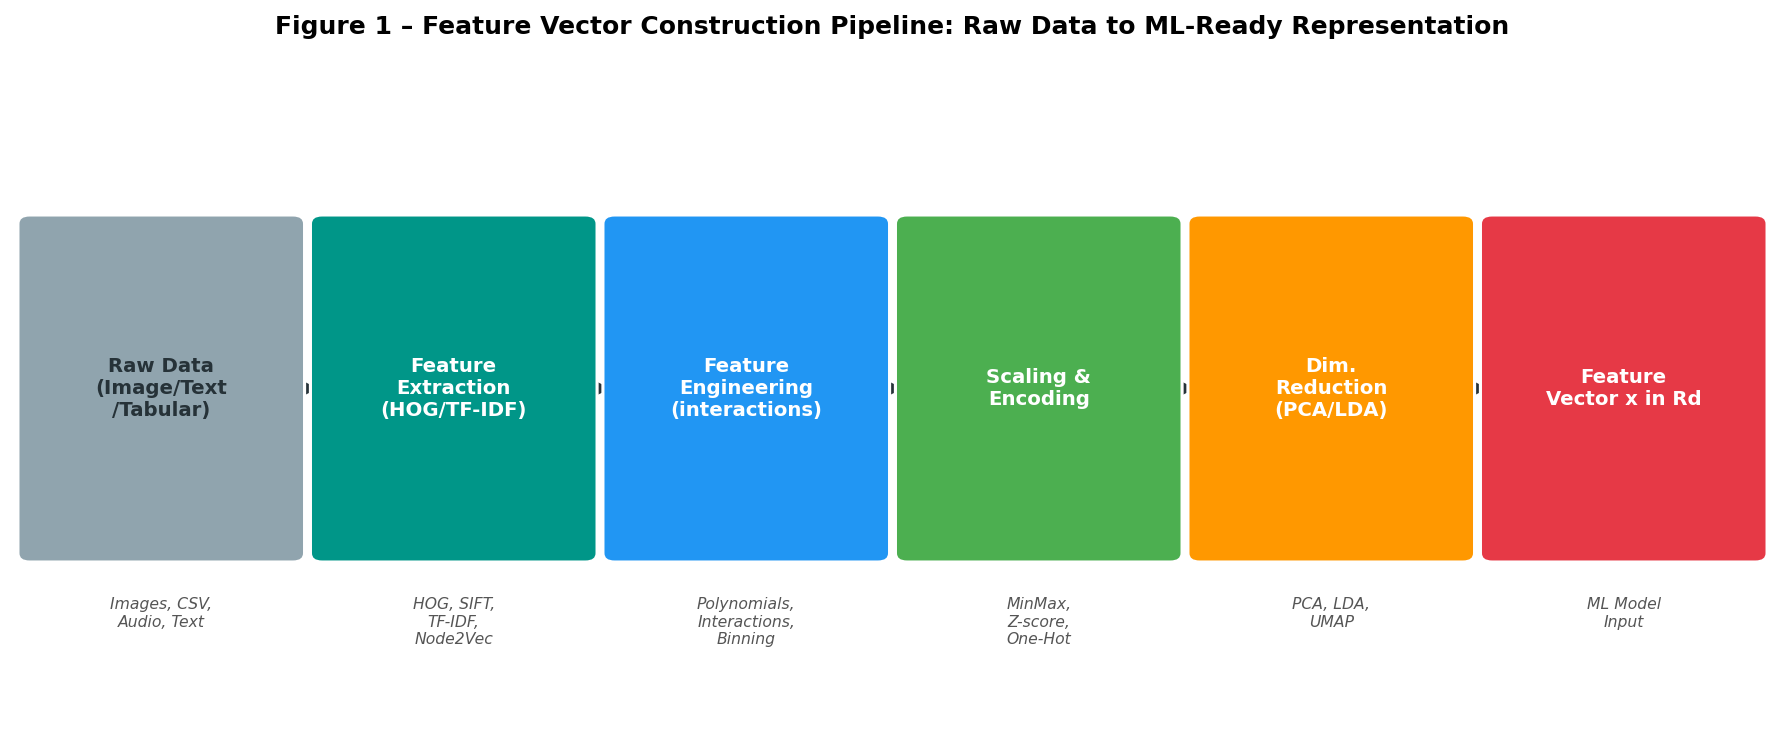 Figure 1 – Feature Vector Construction Pipeline: Raw Data to ML-Ready Representation
Raw Data
(Image/Text
/Tabular)
Feature
Extraction
(HOG/TF-IDF)
Feature
Engineering
(interactions)
Scaling &
Encoding
Dim.
Reduction
(PCA/LDA)
Feature
Vector x in Rd
Images, CSV,
Audio, Text
HOG, SIFT,
TF-IDF,
Node2Vec
Polynomials,
Interactions,
Binning
MinMax,
Z-score,
One-Hot
PCA, LDA,
UMAP
ML Model
Input